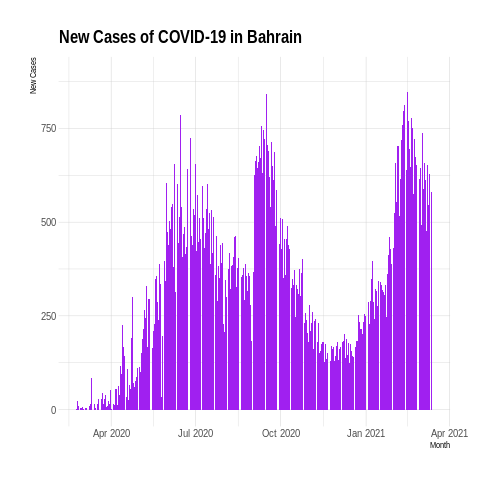 New Cases of COVID-19 in Bahrain
New Cases
750
500
250
0
Apr 2020 Jul 2020 Oct 2020 Jan 2021 Apr 2021
Month